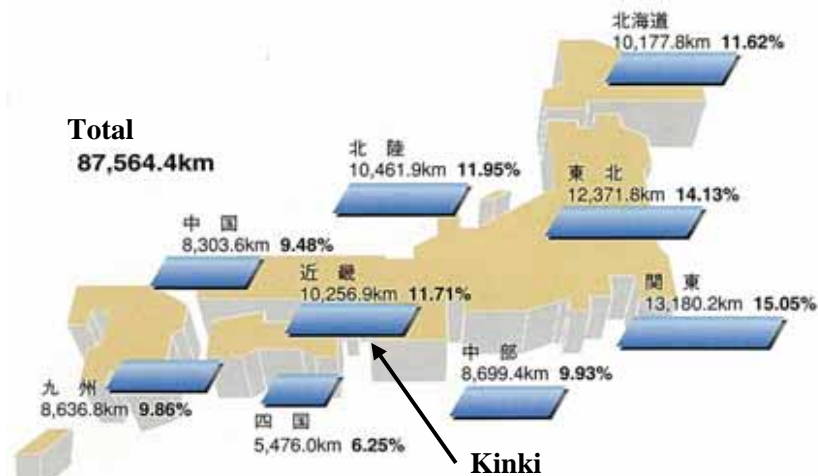 北海道
10,177.8km 11.62%
Total
87,564.4km
北 陸
10,461.9km 11.95%
東 北
12,371.8km 14.13%
中 国
8,303.6km 9.48%
近 畿
10,256.9km 11.71%
関 東
13,180.2km 15.05%
中 部
8,699.4km 9.93%
九 州
8,636.8km 9.86%
四 国
5,476.0km 6.25%
Kinki